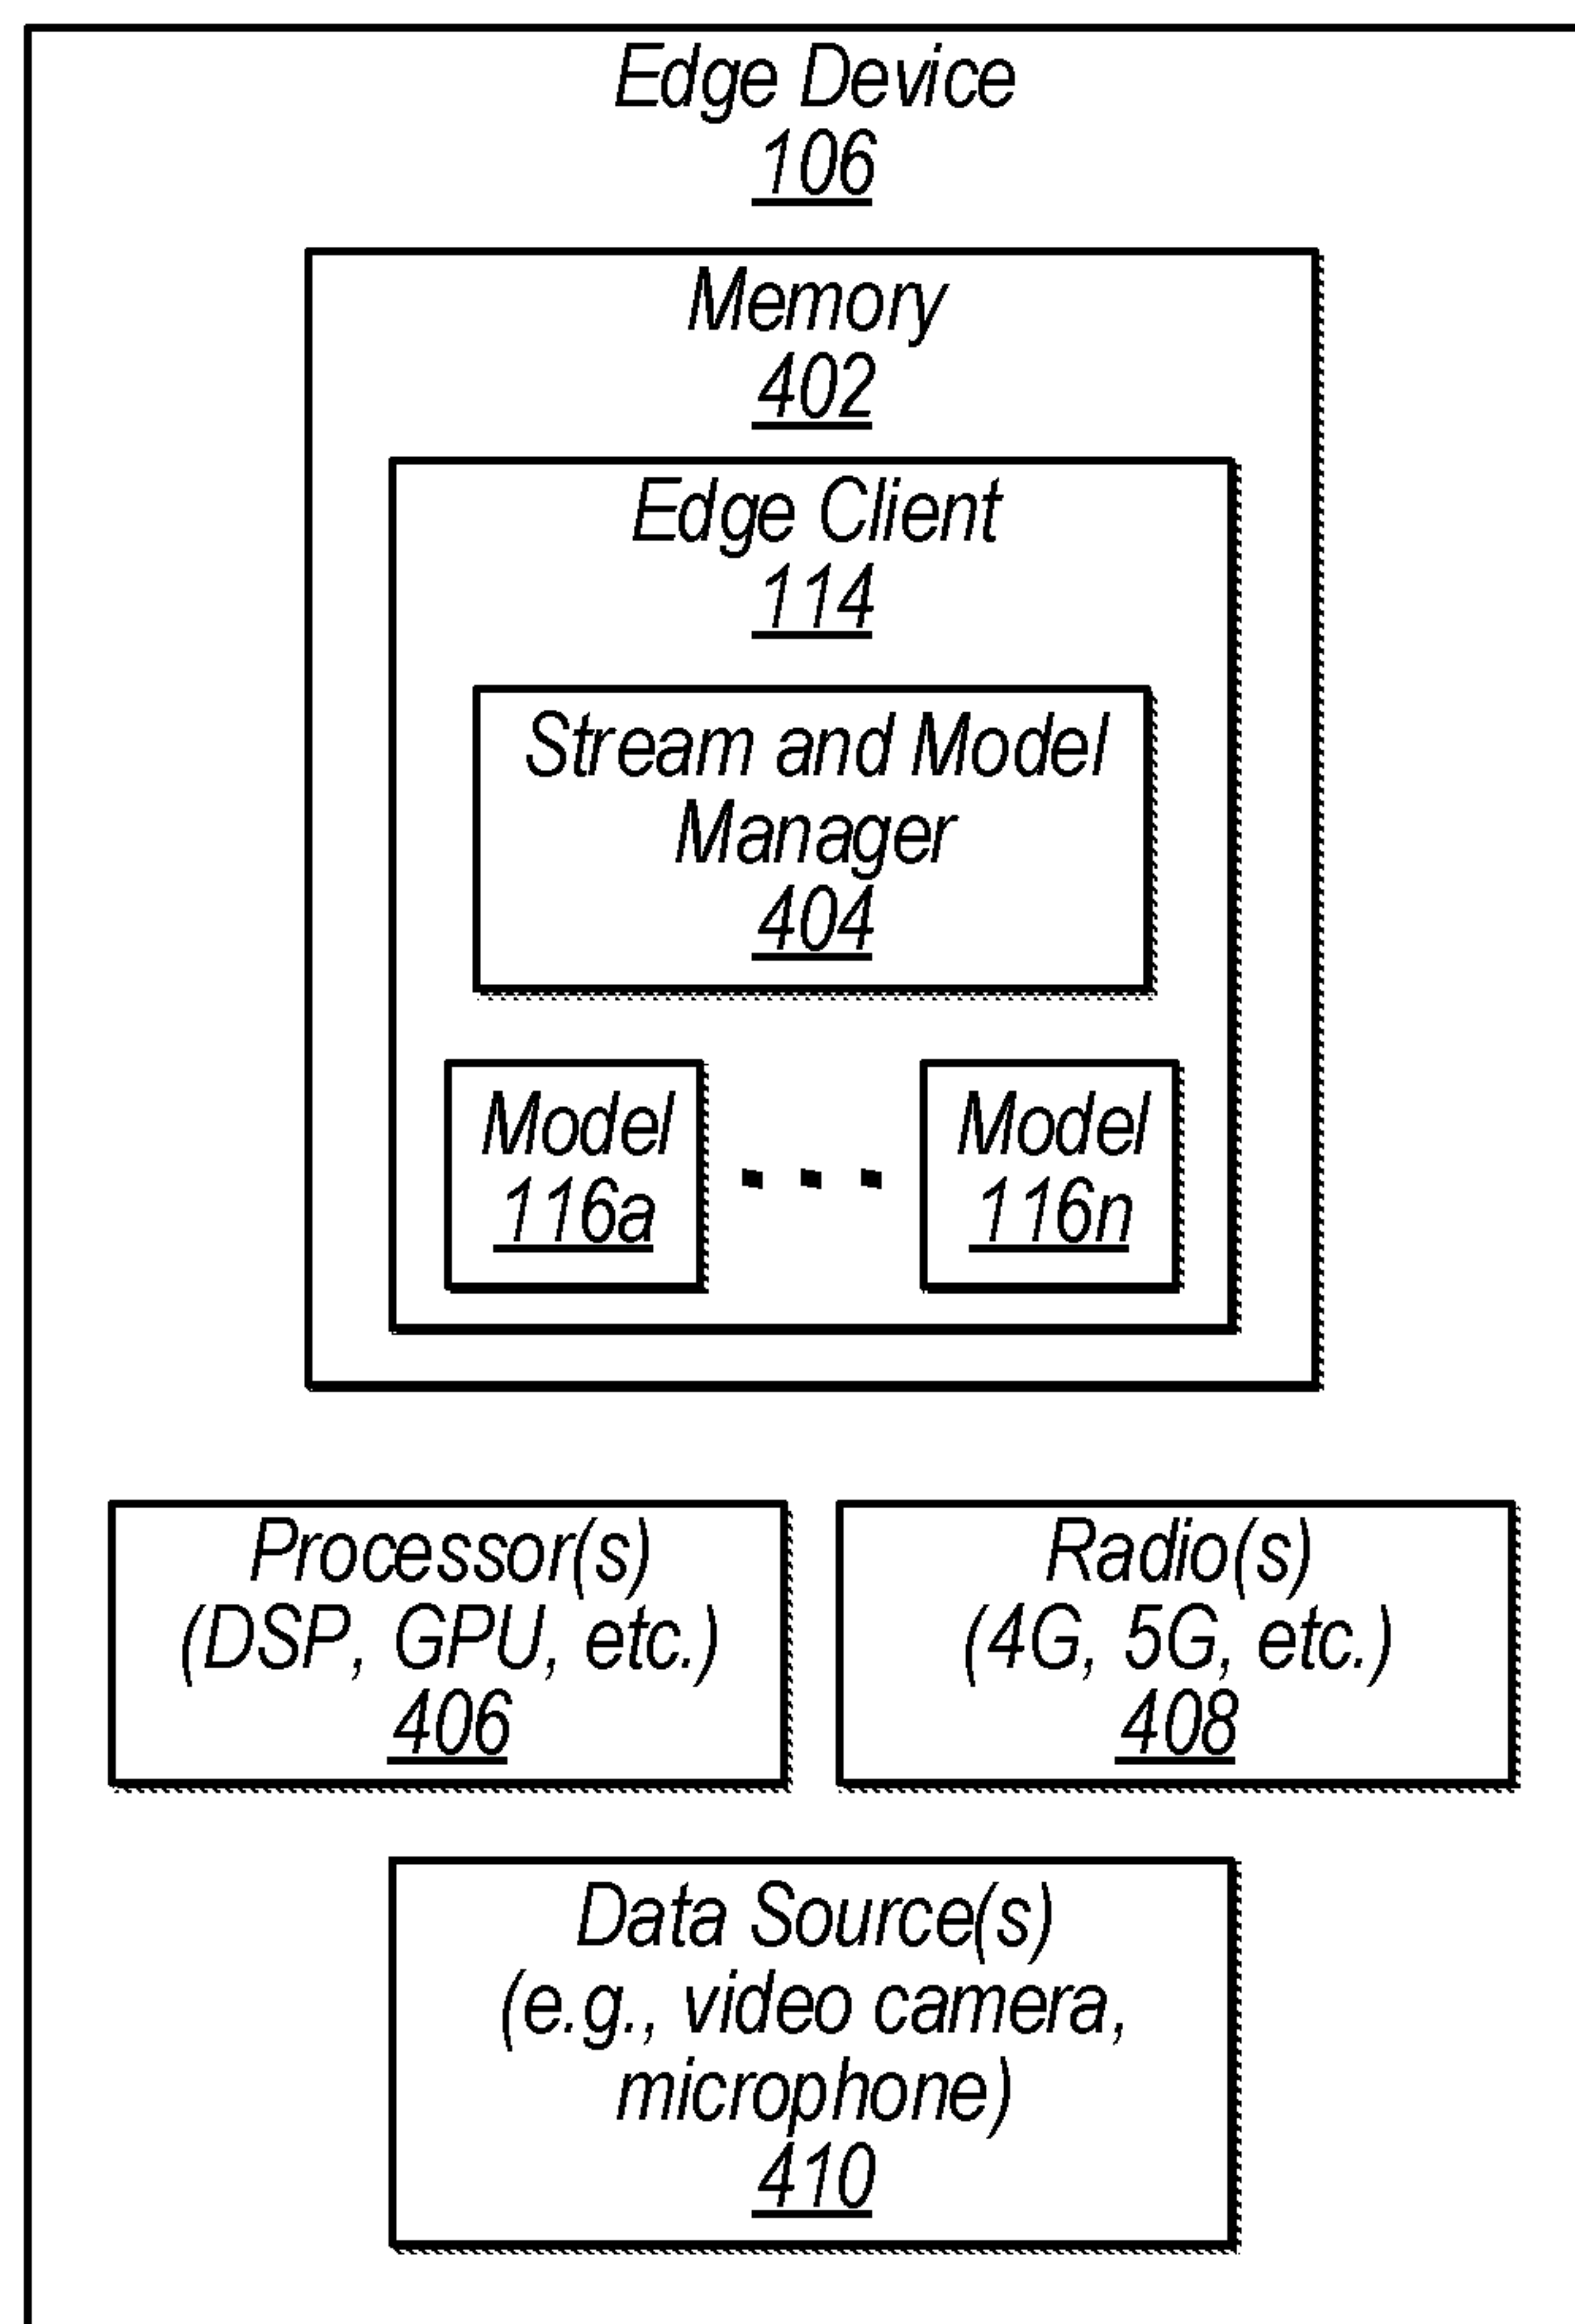 Edge Device
106
Memory
402
Edge Client
114
Stream and Model
Manager
404
Model
116a
Model
116n
Processor(s)
(DSP, GPU, etc.)
406
Radio(s)
(4G, 5G, etc.)
408
Data Source(s)
(e.g., video camera,
microphone)
410